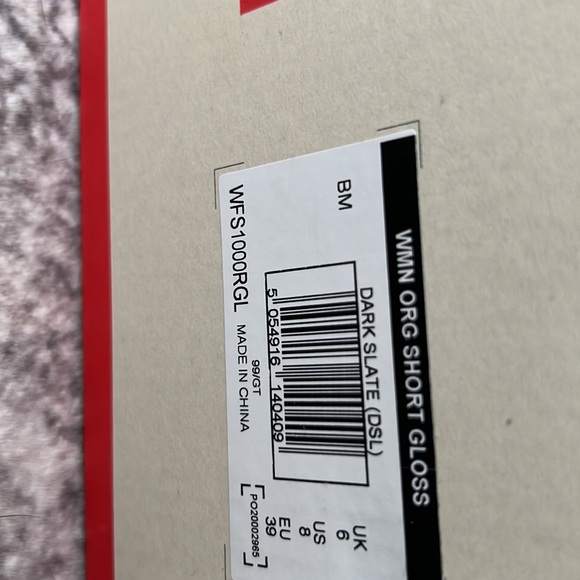 WMN ORG SHORT GLOSS
DARK SLATE (DSL)
BM
5 054916 140409
99/GT
WFS1000RGL MADE IN CHINA
UK
6
US
8
EU
39
PO20002965